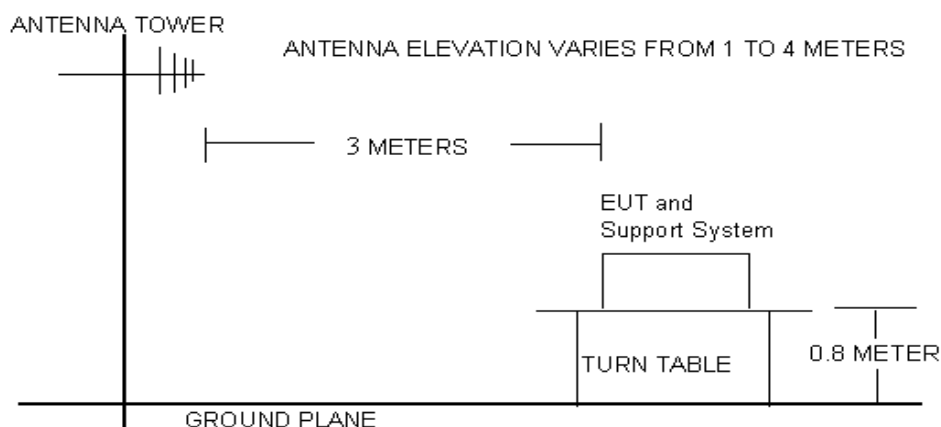 ANTENNA TOWER
ANTENNA ELEVATION VARIES FROM 1 TO 4 METERS
3 METERS
EUT and
Support System
TURN TABLE
0.8 METER
GROUND PLANE